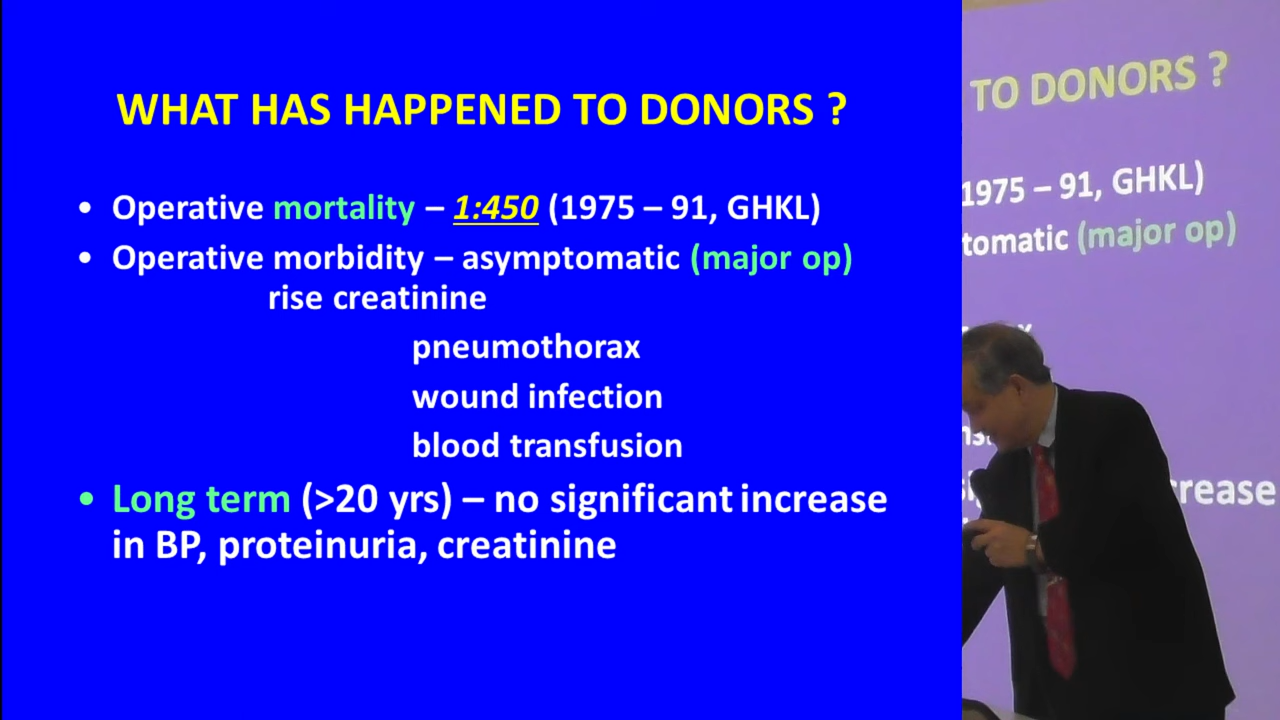 WHAT HAS HAPPENED TO DONORS ?
• Operative mortality – 1:450 (1975 – 91, GHKL)
• Operative morbidity – asymptomatic (major op)
rise creatinine
pneumothorax
wound infection
blood transfusion
• Long term (>20 yrs) – no significant increase
in BP, proteinuria, creatinine
TO DONORS ?
1975 – 91, GHKL)
tomatic (major op)
crease